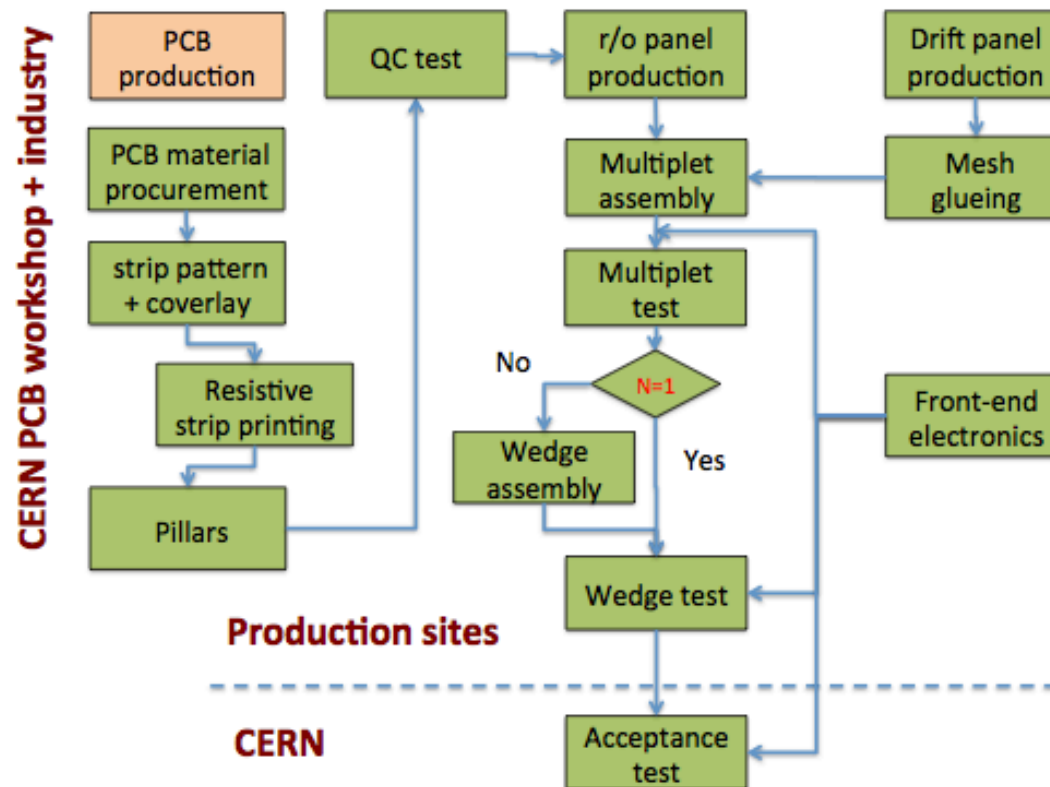 CERN PCB workshop + industry
PCB
production
PCB material
procurement
strip pattern
+ coverlay
Resistive
strip printing
Pillars
QC test
r/o panel
production
Drift panel
production
Multiplet
assembly
Mesh
glueing
Multiplet
test
No
N=1
Yes
Wedge
assembly
Front-end
electronics
Wedge test
Production sites
CERN
Acceptance
test